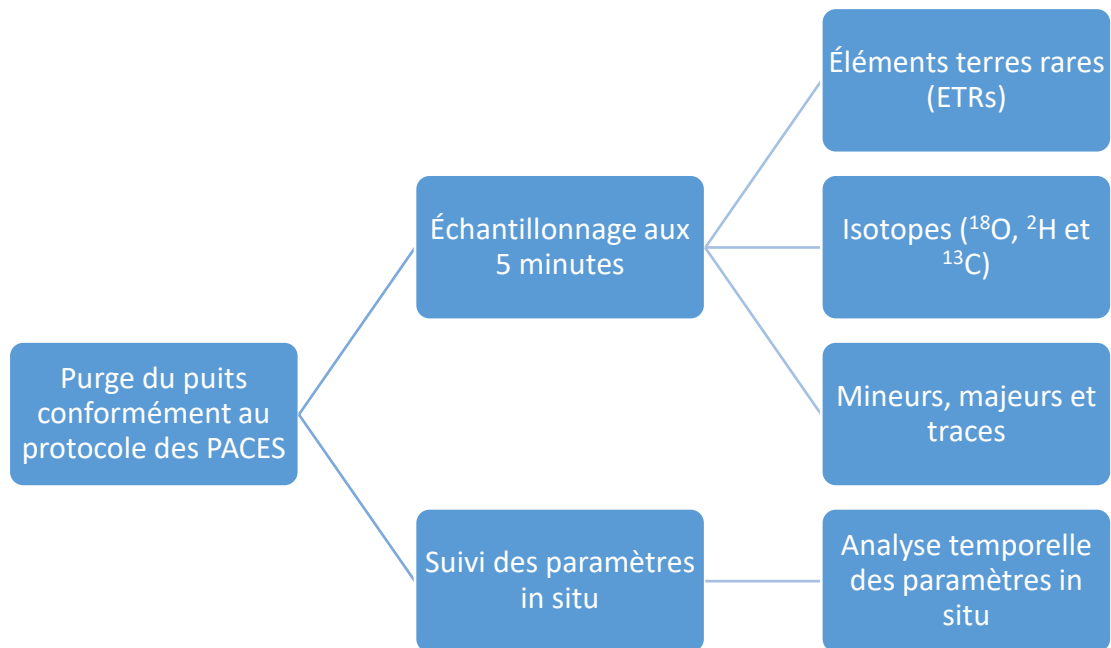 Purge du puits
conformément au
protocole des PACES
Échantillonnage aux
5 minutes
Éléments terres rares
(ETRs)
Isotopes (¹⁸O, ²H et
¹³C)
Mineurs, majeurs et
traces
Suivi des paramètres
in situ
Analyse temporelle
des paramètres in
situ